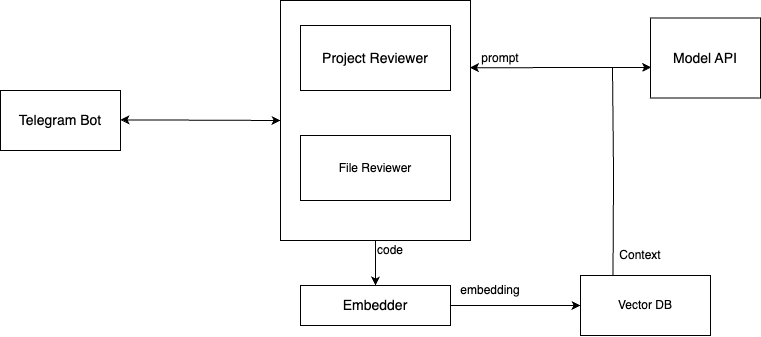 Project Reviewer
prompt
Model API
Telegram Bot
File Reviewer
code
Context
embedding
Embedder
Vector DB